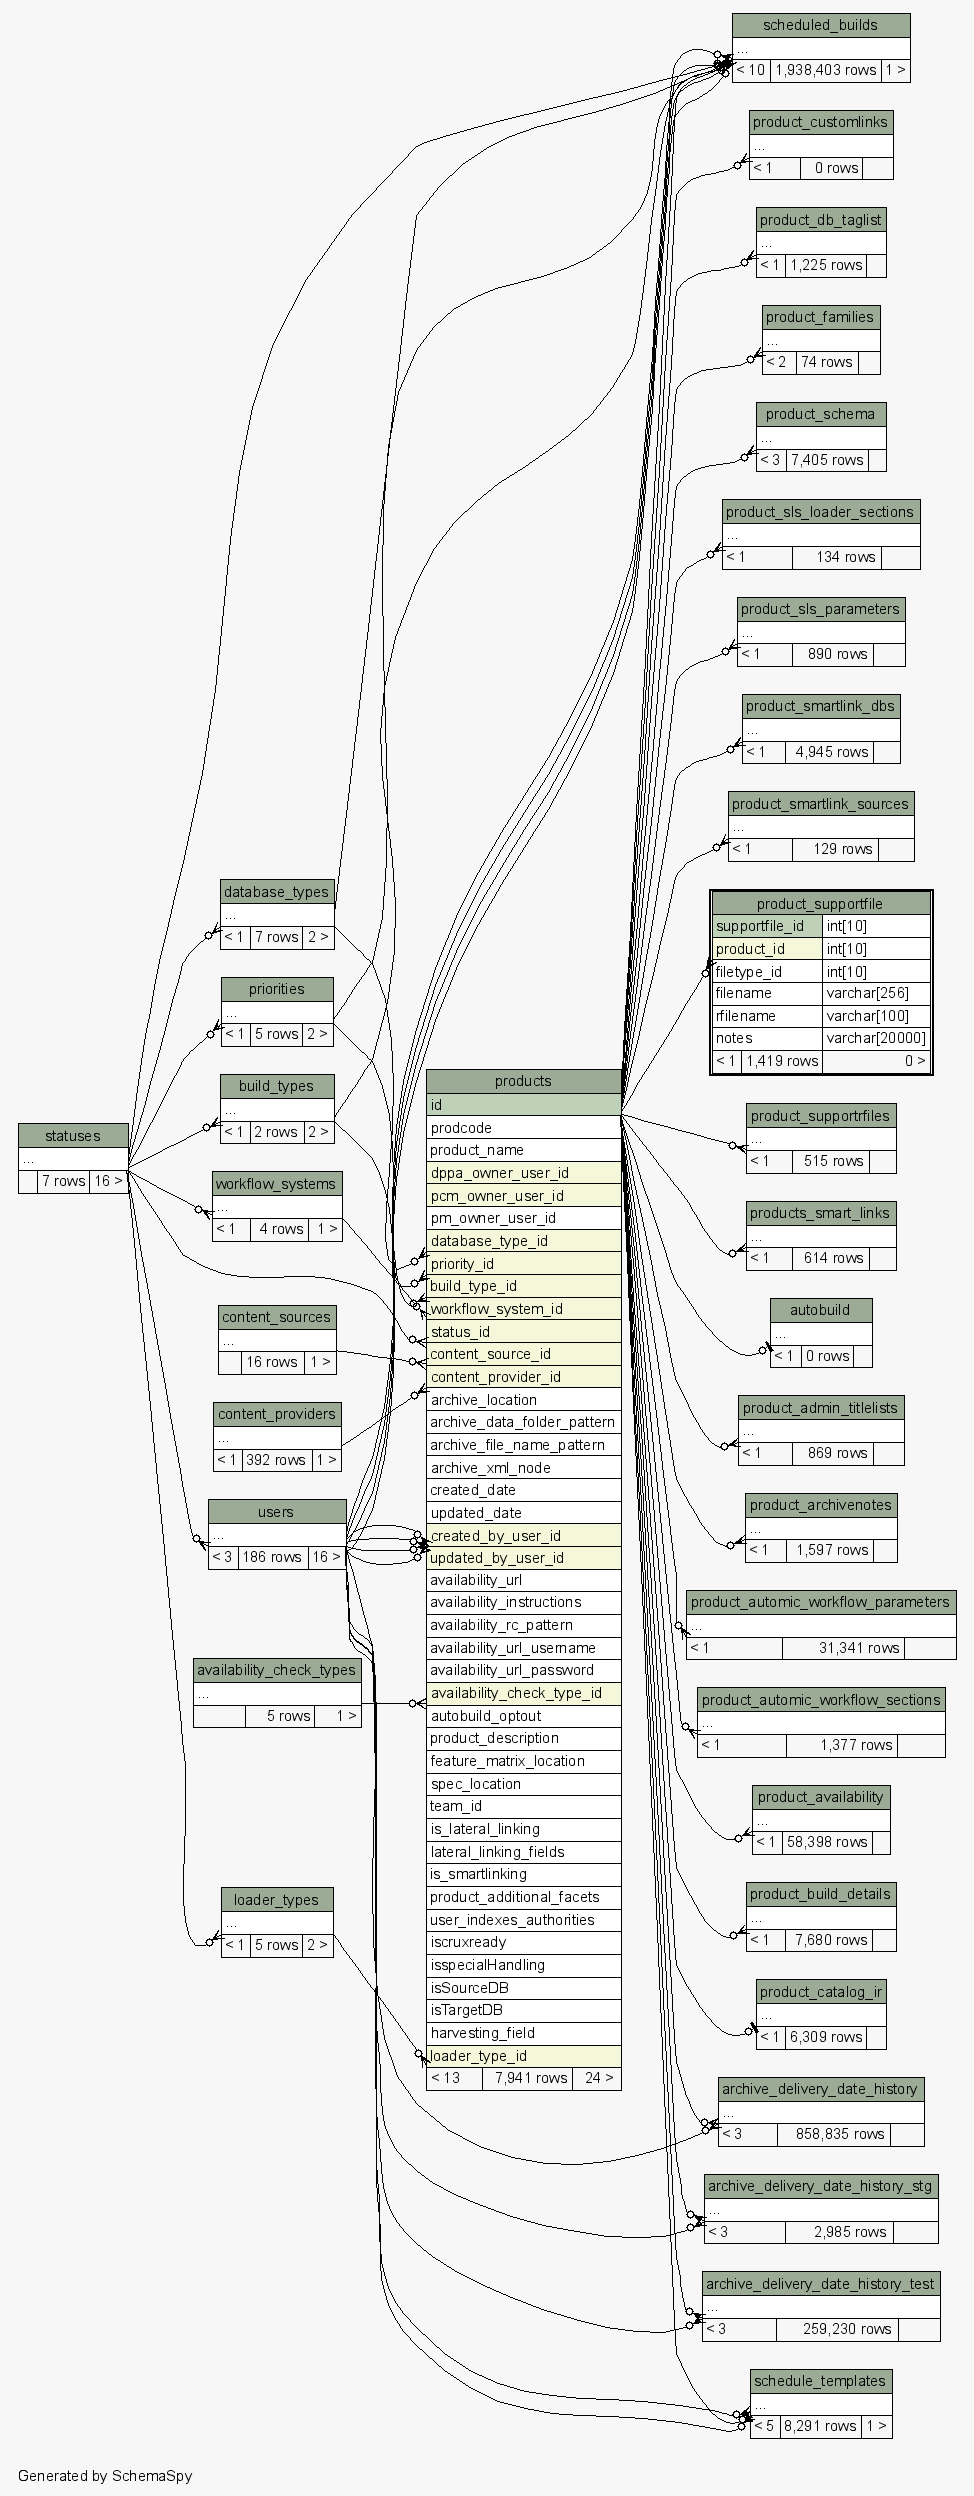 scheduled_builds
...
< 10 1,938,403 rows 1 >
product_customlinks
...
< 1 0 rows
product_db_taglist
...
< 1 1,225 rows
product_families
...
< 2 74 rows
product_schema
...
< 3 7,405 rows
product_sls_loader_sections
...
< 1 134 rows
product_sls_parameters
...
< 1 890 rows
product_smartlink_dbs
...
< 1 4,945 rows
product_smartlink_sources
...
< 1 129 rows
product_supportfile
supportfile_id int[10]
product_id int[10]
filetype_id int[10]
filename varchar[256]
rfilename varchar[100]
notes varchar[20000]
< 1 1,419 rows 0 >
database_types
...
< 1 7 rows 2 >
priorities
...
< 1 5 rows 2 >
build_types
...
< 1 2 rows 2 >
statuses
...
7 rows 16 >
workflow_systems
...
< 1 4 rows 1 >
content_sources
...
16 rows 1 >
content_providers
...
< 1 392 rows 1 >
users
...
< 3 186 rows 16 >
availability_check_types
...
5 rows 1 >
loader_types
...
< 1 5 rows 2 >
products
id
prodcode
product_name
dppa_owner_user_id
pcm_owner_user_id
pm_owner_user_id
database_type_id
priority_id
build_type_id
workflow_system_id
status_id
content_source_id
content_provider_id
archive_location
archive_data_folder_pattern
archive_file_name_pattern
archive_xml_node
created_date
updated_date
created_by_user_id
updated_by_user_id
availability_url
availability_instructions
availability_rc_pattern
availability_url_username
availability_url_password
availability_check_type_id
autobuild_optout
product_description
feature_matrix_location
spec_location
team_id
is_lateral_linking
lateral_linking_fields
is_smartlinking
product_additional_facets
user_indexes_authorities
iscruxready
isspecialHandling
isSourceDB
isTargetDB
harvesting_field
loader_type_id
< 13 7,941 rows 24 >
product_supportrfiles
...
< 1 515 rows
products_smart_links
...
< 1 614 rows
autobuild
...
< 1 0 rows
product_admin_titlelists
...
< 1 869 rows
product_archivenotes
...
< 1 1,597 rows
product_automic_workflow_parameters
...
< 1 31,341 rows
product_automic_workflow_sections
...
< 1 1,377 rows
product_availability
...
< 1 58,398 rows
product_build_details
...
< 1 7,680 rows
product_catalog_ir
...
< 1 6,309 rows
archive_delivery_date_history
...
< 3 858,835 rows
archive_delivery_date_history_stg
...
< 3 2,985 rows
archive_delivery_date_history_test
...
< 3 259,230 rows
schedule_templates
...
< 5 8,291 rows 1 >
Generated by SchemaSpy